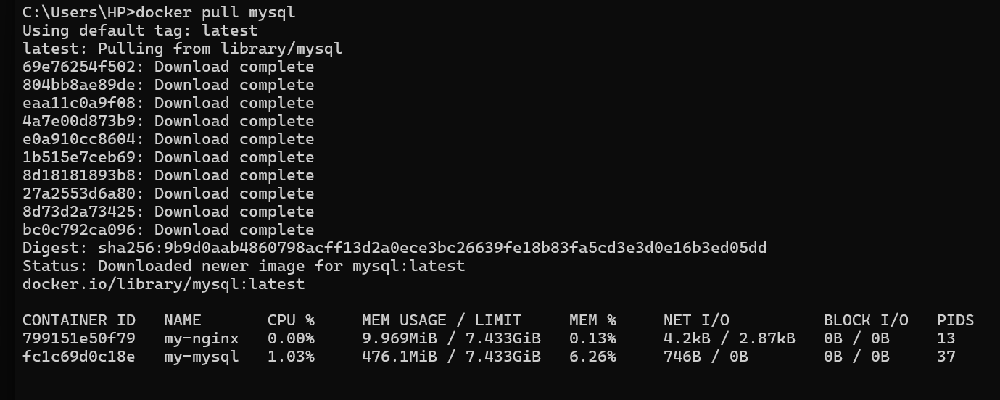 C:\Users\HP>docker pull mysql
Using default tag: latest
latest: Pulling from library/mysql
69e76254f502: Download complete
804bb8ae89de: Download complete
eaa11c0a9f08: Download complete
4a7e00d873b9: Download complete
e0a910cc8604: Download complete
1b515e7ceb69: Download complete
8d18181893b8: Download complete
27a2553d6a80: Download complete
8d73d2a73425: Download complete
bc0c792ca096: Download complete
Digest: sha256:9b9d0aab4860798acff13d2a0ece3bc26639fe18b83fa5cd3e3d0e16b3ed05dd
Status: Downloaded newer image for mysql:latest
docker.io/library/mysql:latest
CONTAINER ID   NAME       CPU %     MEM USAGE / LIMIT     MEM %     NET I/O          BLOCK I/O   PIDS
799151e50f79   my-nginx   0.00%     9.969MiB / 7.433GiB   0.13%     4.2kB / 2.87kB   0B / 0B     13
fc1c69d0c18e   my-mysql   1.03%     476.1MiB / 7.433GiB   6.26%     746B / 0B        0B / 0B     37